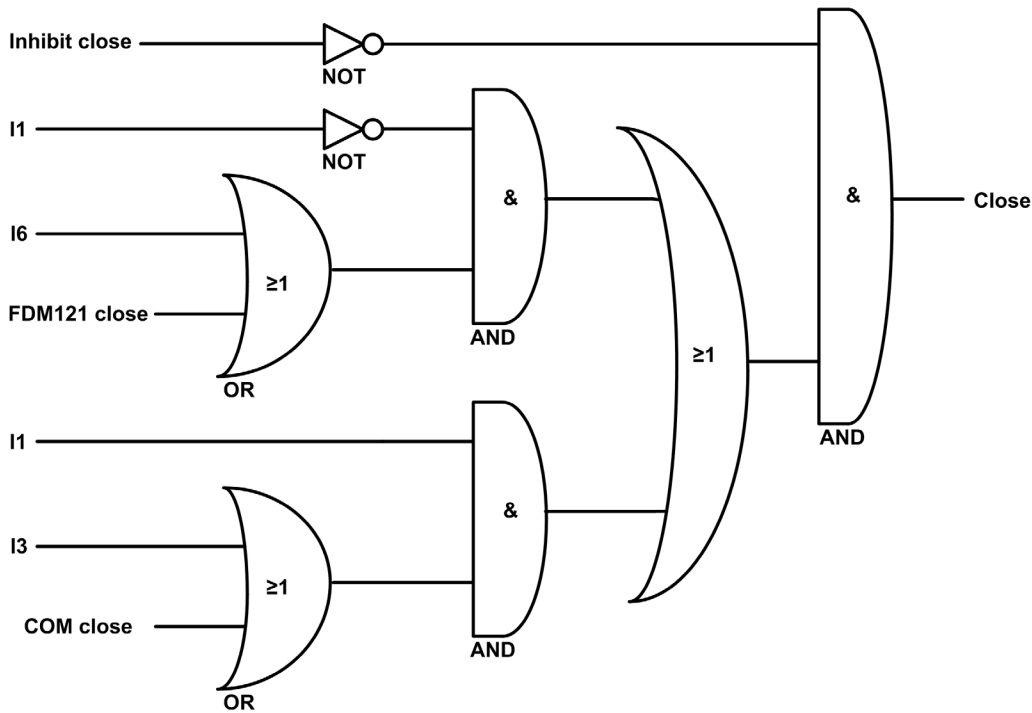 Inhibit close
NOT
I1
NOT
&
I6
≥1
FDM121 close
OR
AND
≥1
&
Close
AND
I1
&
I3
≥1
COM close
OR
AND